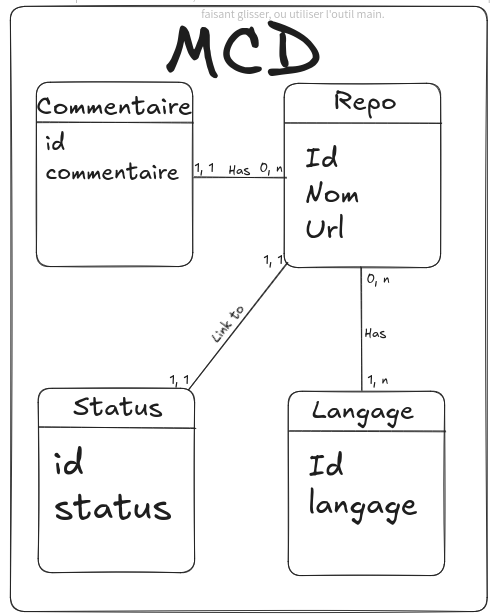 faisant glisser, ou utiliser l'outil main.
MCD
Commentaire
id
commentaire
Repo
Id
Nom
Url
1, 1 Has 0, n
1, 1
Link to
1, 1
0, n
Has
1, n
Status
id
status
Langage
Id
langage